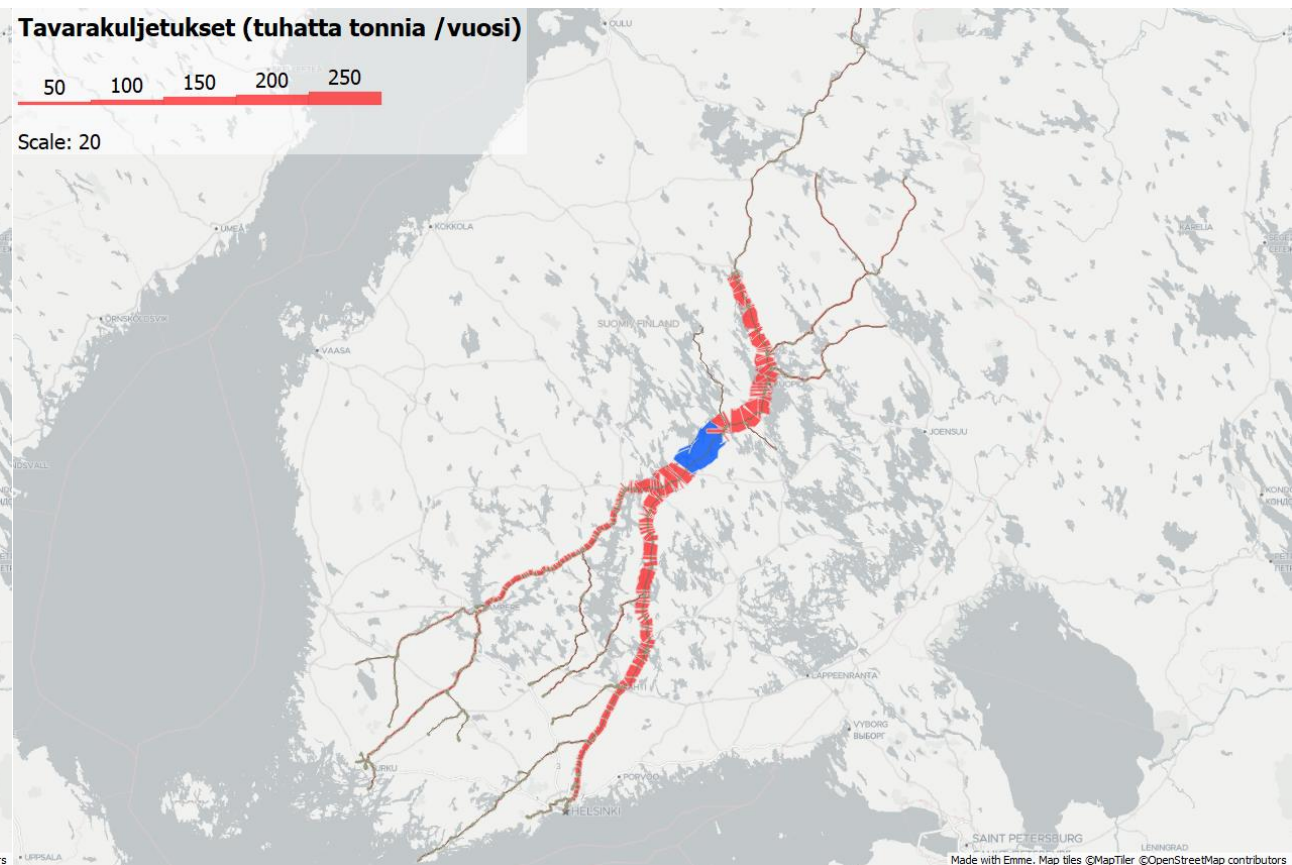 Tavarakuljetukset (tuhatta tonnia /vuosi)
50 100 150 200 250
Scale: 20
OULU
UMEÅ
KOKKOLA
KARELIA
ÖRNSKÖLDSVIK
SUOMI / FINLAND
VAASA
JOENSUU
LAPPEENRANTA
VYBORG
ВЫБОРГ
PORVOO
HELSINKI
SAINT PETERSBURG
LENINGRAD
UPPSALA
Made with Emme. Map tiles ©MapTiler ©OpenStreetMap contributors